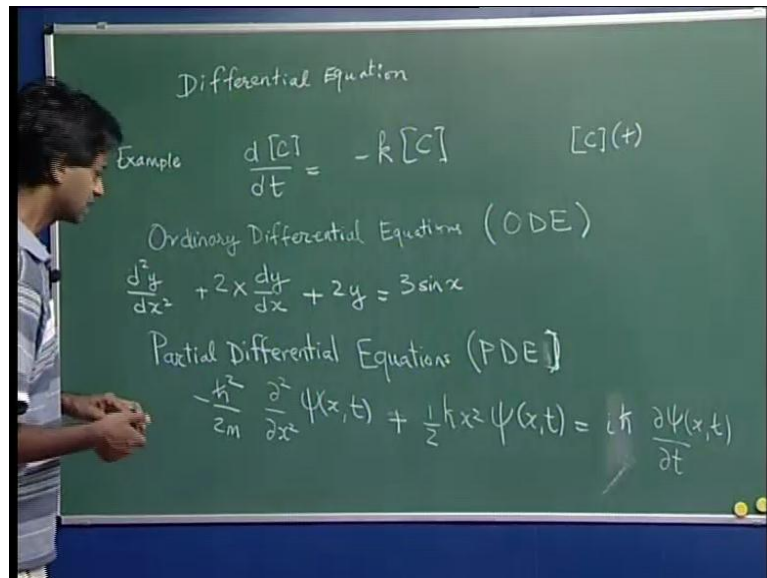 Differential Equation
Example d[C]/dt = -k[C] [C](t)
Ordinary Differential Equations (ODE)
d²y/dx² + 2x dy/dx + 2y = 3 sin x
Partial Differential Equations (PDE)
-ħ²/2m ∂²/∂x² ψ(x,t) + 1/2 kx² ψ(x,t) = iħ ∂ψ(x,t)/∂t